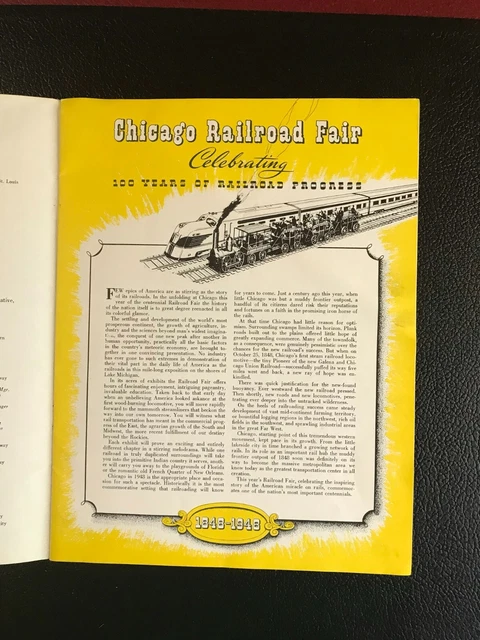 Chicago Railroad Fair
Celebrating
100 YEARS OF RAILROAD PROGRESS
FEW epics of America are as stirring as the story
of its railroads. In the unfolding at Chicago this
year of the centennial Railroad Fair the history
of the nation itself is to great degree reenacted in all
its colorful glamor.
The settling and development of the world's most
prosperous continent, the growth of agriculture, in-
dustry and the sciences beyond man's wildest imagin-
the conquest of one new peak after another in
human opportunity, practically all the basic factors
in the country's meteoric existence, are brought to-
gether in one convincing presentation. No industry
has ever gone to such extremes in demonstration of
their vital part in the daily life of America as the
railroads in this mile-long exposition on the shores of
Lake Michigan.
In its acres of exhibits the Railroad Fair offers
hours of fascinating enjoyment, intriguing pageantry,
invaluable education. Taken back to that early day
when an unbelieving America looked askance at the
first wood-burning locomotive you will move rapidly
forward to the mammoth streamliners that beckon the
way into our own tomorrows. You will witness what
rail transportation has meant in the commercial prog-
ress of the East, the agrarian growth of the South and
Midwest, the more recent fulfillment of our destiny
beyond the Rockies.
Each exhibit will prove an exciting and entirely
different chapter in a stirring melodrama. While one
railroad in truly duplicated surroundings will take
you into the primitive Indian country it serves, anoth-
er will carry you away to the playgrounds of Florida
or the romantic old French Quarter of New Orleans.
Chicago in 1948 is the appropriate place and occa-
sion for such a spectacle. Historically it is the most
commemorative setting that railroading will know
for years to come. Just a century ago this year, when
little Chicago was but a muddy frontier outpost, a
handful of its citizens dared risk their reputations
and fortunes on a faith in the promising iron horse of
the rails.
At that time Chicago had little reason for opti-
mism. Surrounding swamps limited its horizon. Plank
roads built out to the plains offered little hope of
greatly expanding commerce. Many of the townsfolk,
as a consequence, were genuinely pessimistic over the
chances for the new railroad's success. But when on
October 25, 1848, Chicago's first steam railroad loco-
motive—the tiny Pioneer of the new Galena and Chi-
cago Union Railroad—successfully pulled its way five
miles west and back, a new ray of hope was en-
kindled.
There was quick justification for the new-found
buoyancy. Ever westward the new railroad pressed.
Then shortly, new roads and new locomotives, pene-
trating ever deeper into the untracked wilderness.
On the heels of railroading success came steady
development of vast mid-continent farming territory,
or bountiful logging regions in the northwest, rich oil
fields in the southwest, and sprawling industrial areas
in the great Far West.
Chicago, starting point of this tremendous western
movement, kept pace in its growth. From the little
lakeside city in time branched a growing network of
rails. In its role as an important rail hub the muddy
frontier outpost of 1848 soon was definitely on its
way to become the massive metropolitan area we
know today as the greatest transportation center in all
creation.
This year's Railroad Fair, celebrating the inspiring
story of the Americas miracle on rails, commemor-
ates one of the nation's most important centennials.
1848-1948